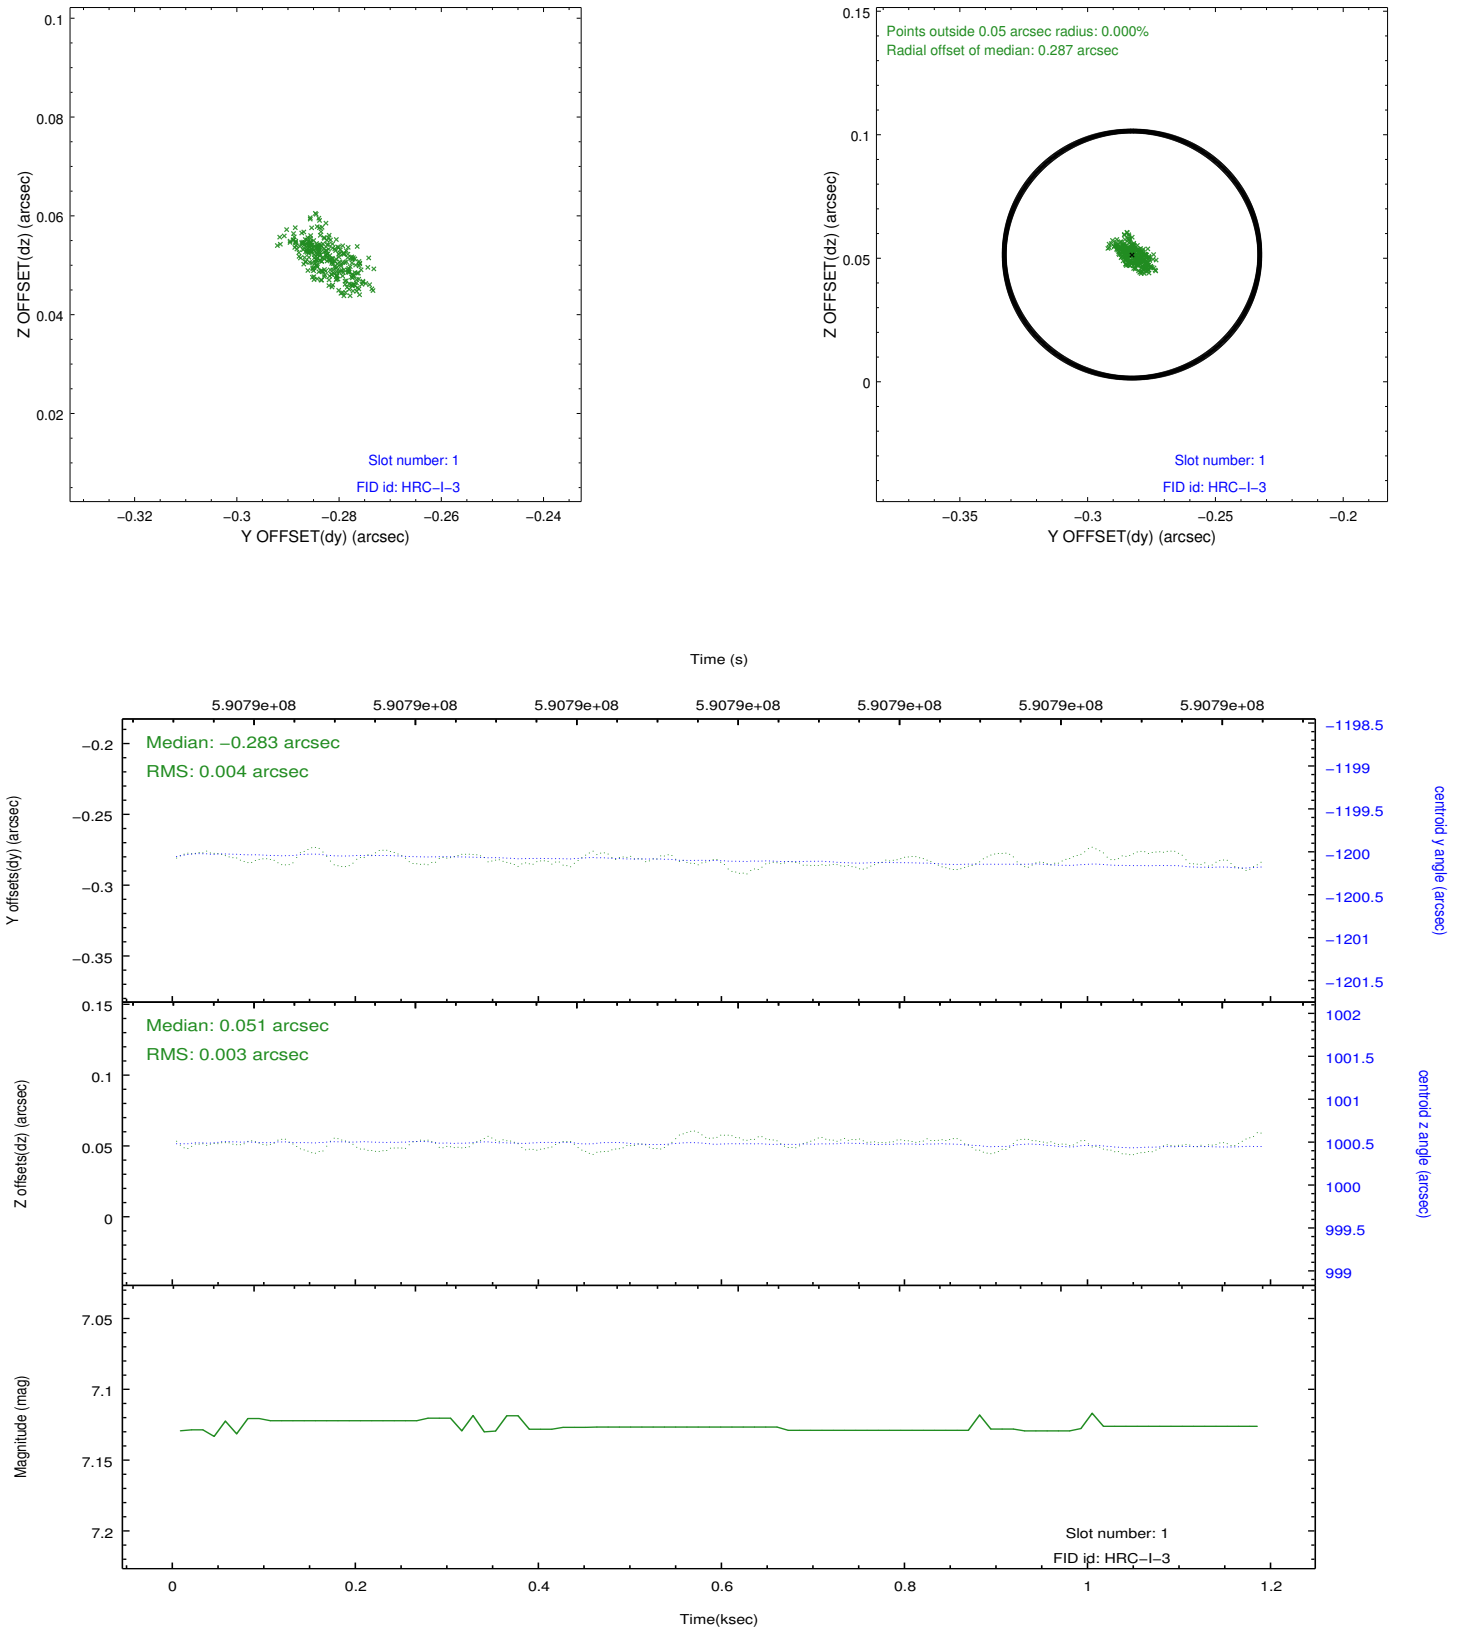 0.1
0.08
0.06
0.04
0.02
Z OFFSET(dz) (arcsec)
−0.32 −0.3 −0.28 −0.26 −0.24
Y OFFSET(dy) (arcsec)
Slot number: 1
FID id: HRC−I−3
Points outside 0.05 arcsec radius: 0.000%
Radial offset of median: 0.287 arcsec
0.15
0.1
0.05
0
Z OFFSET(dz) (arcsec)
−0.35 −0.3 −0.25 −0.2
Y OFFSET(dy) (arcsec)
Slot number: 1
FID id: HRC−I−3
Time (s)
5.9079e+08 5.9079e+08 5.9079e+08 5.9079e+08 5.9079e+08 5.9079e+08 5.9079e+08
Median: −0.283 arcsec
RMS: 0.004 arcsec
−0.2
−0.25
−0.3
−0.35
Y offsets(dy) (arcsec)
−1198.5
−1199
−1199.5
−1200
−1200.5
−1201
−1201.5
centroid y angle (arcsec)
Median: 0.051 arcsec
RMS: 0.003 arcsec
0.15
0.1
0.05
0
Z offsets(dz) (arcsec)
1002
1001.5
1001
1000.5
1000
999.5
999
centroid z angle (arcsec)
7.05
7.1
7.15
7.2
Magnitude (mag)
Slot number: 1
FID id: HRC−I−3
0 0.2 0.4 0.6 0.8 1 1.2
Time(ksec)